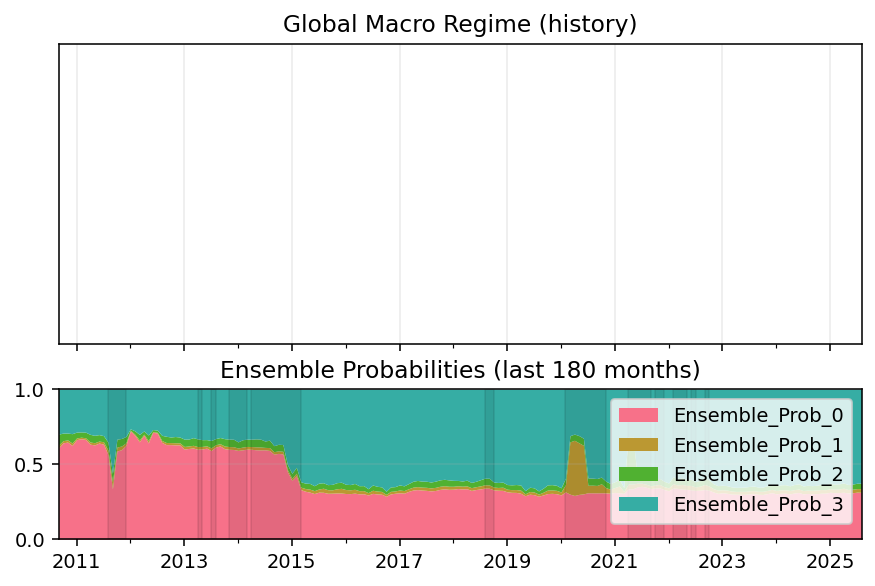 Global Macro Regime (history)
Ensemble Probabilities (last 180 months)
1.0
0.5
0.0
Ensemble_Prob_0
Ensemble_Prob_1
Ensemble_Prob_2
Ensemble_Prob_3
2011 2013 2015 2017 2019 2021 2023 2025